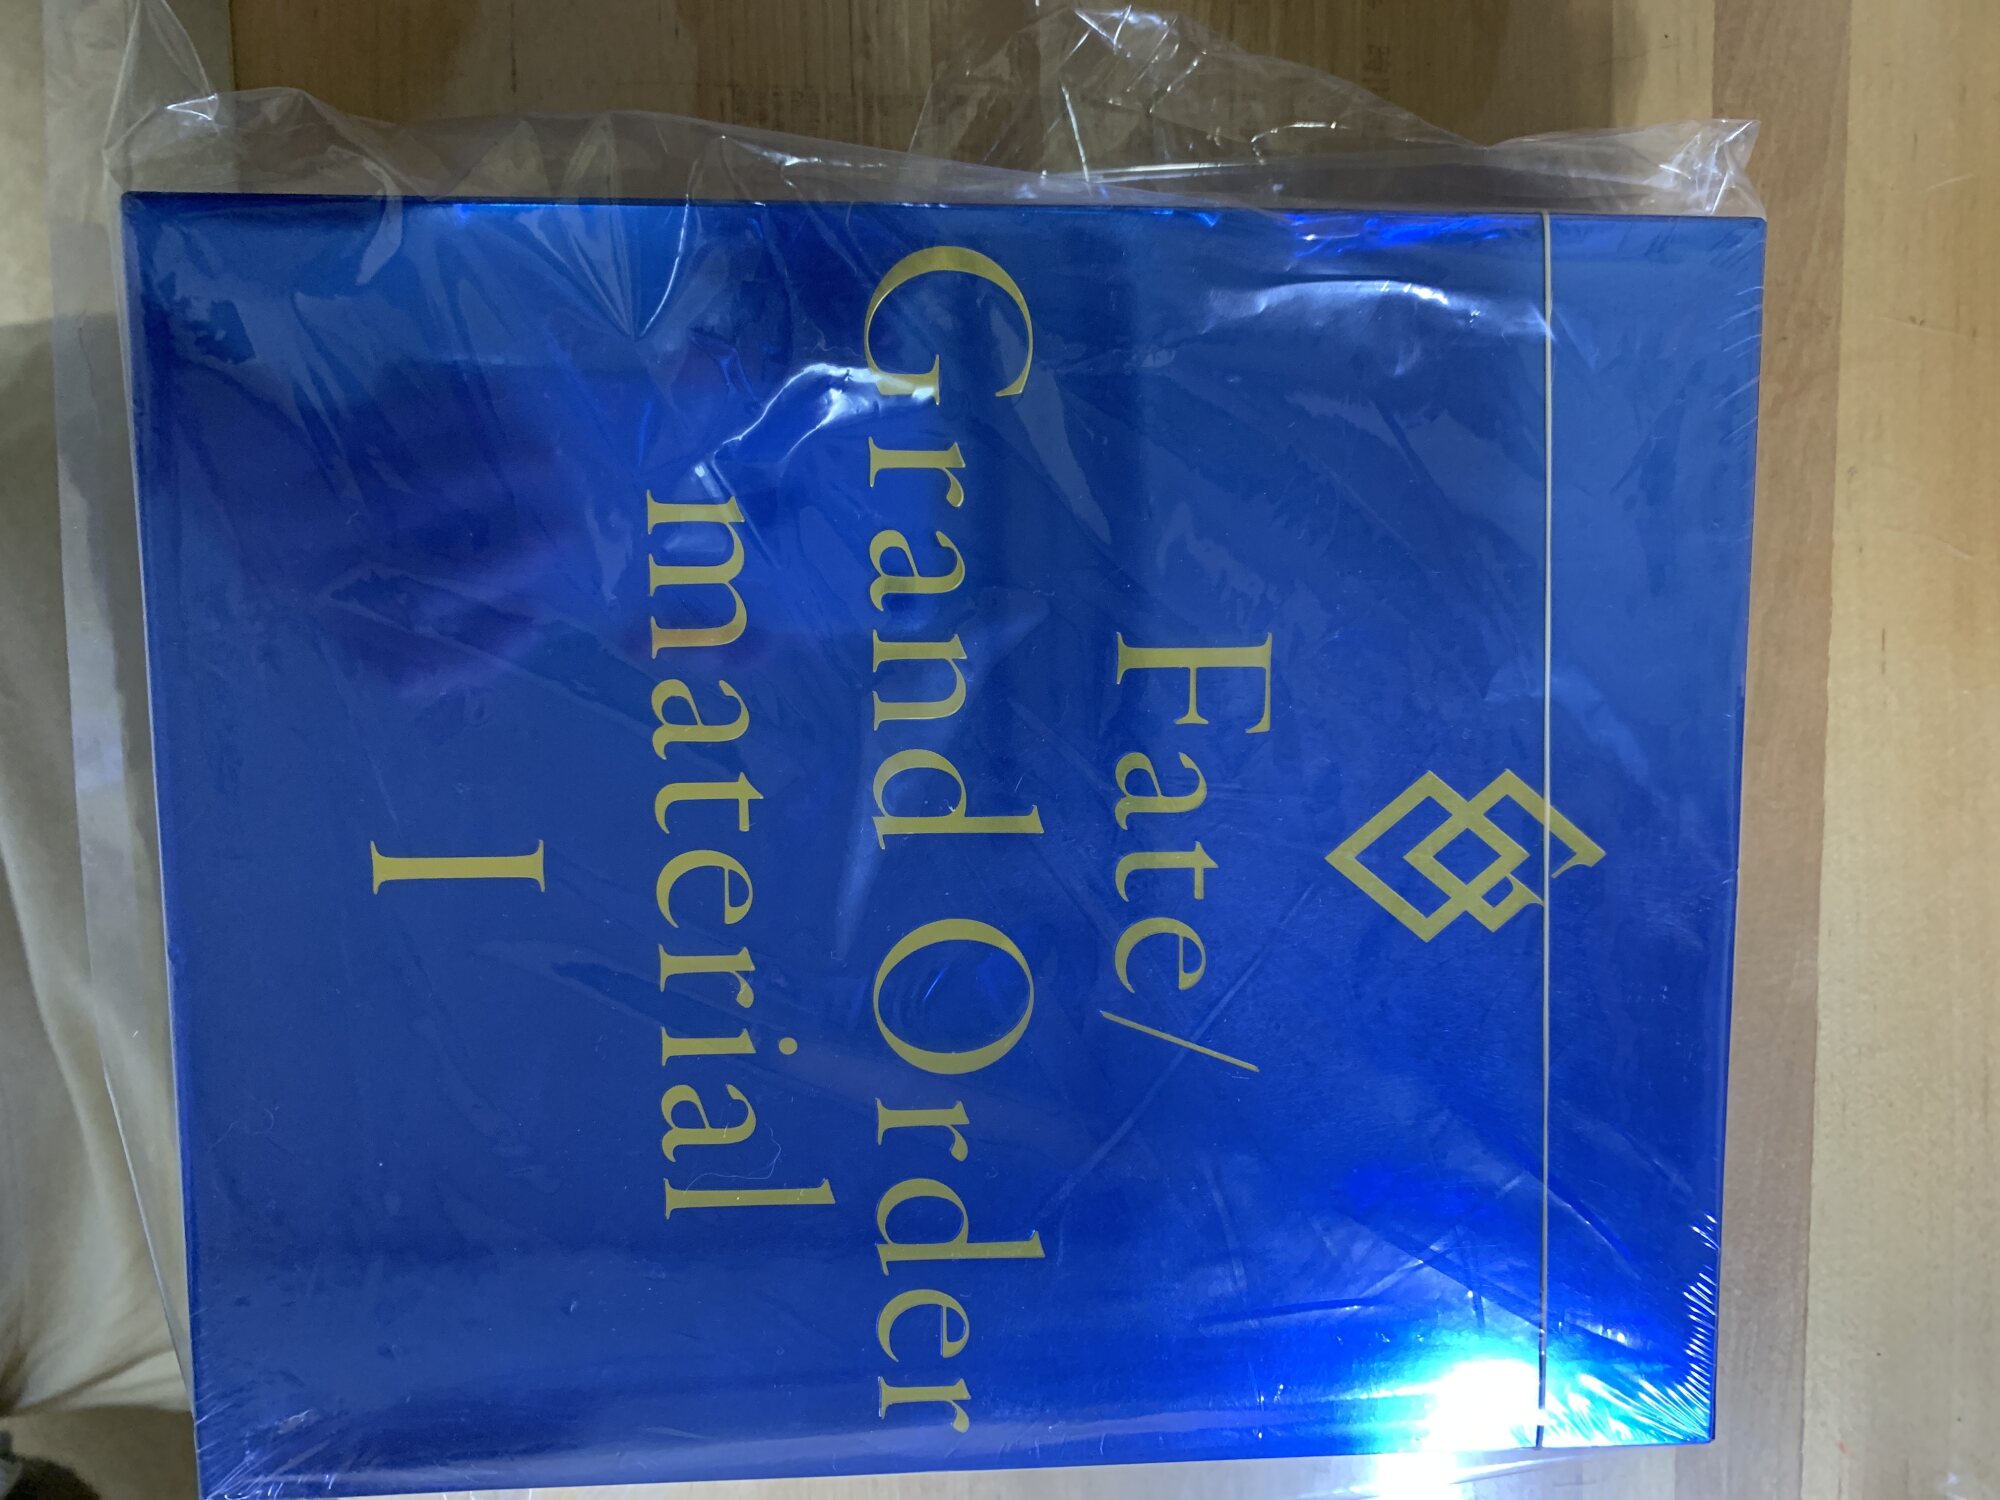 Fate/
Grand Order
material
I